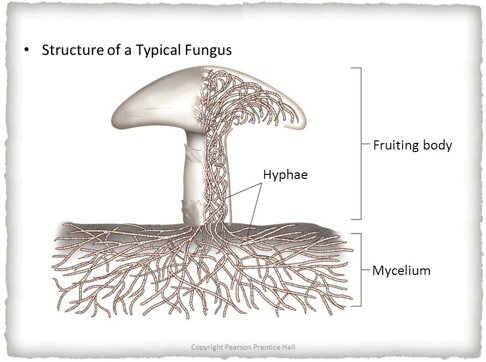 • Structure of a Typical Fungus
Fruiting body
Hyphae
Mycelium
Copyright Pearson Prentice Hall